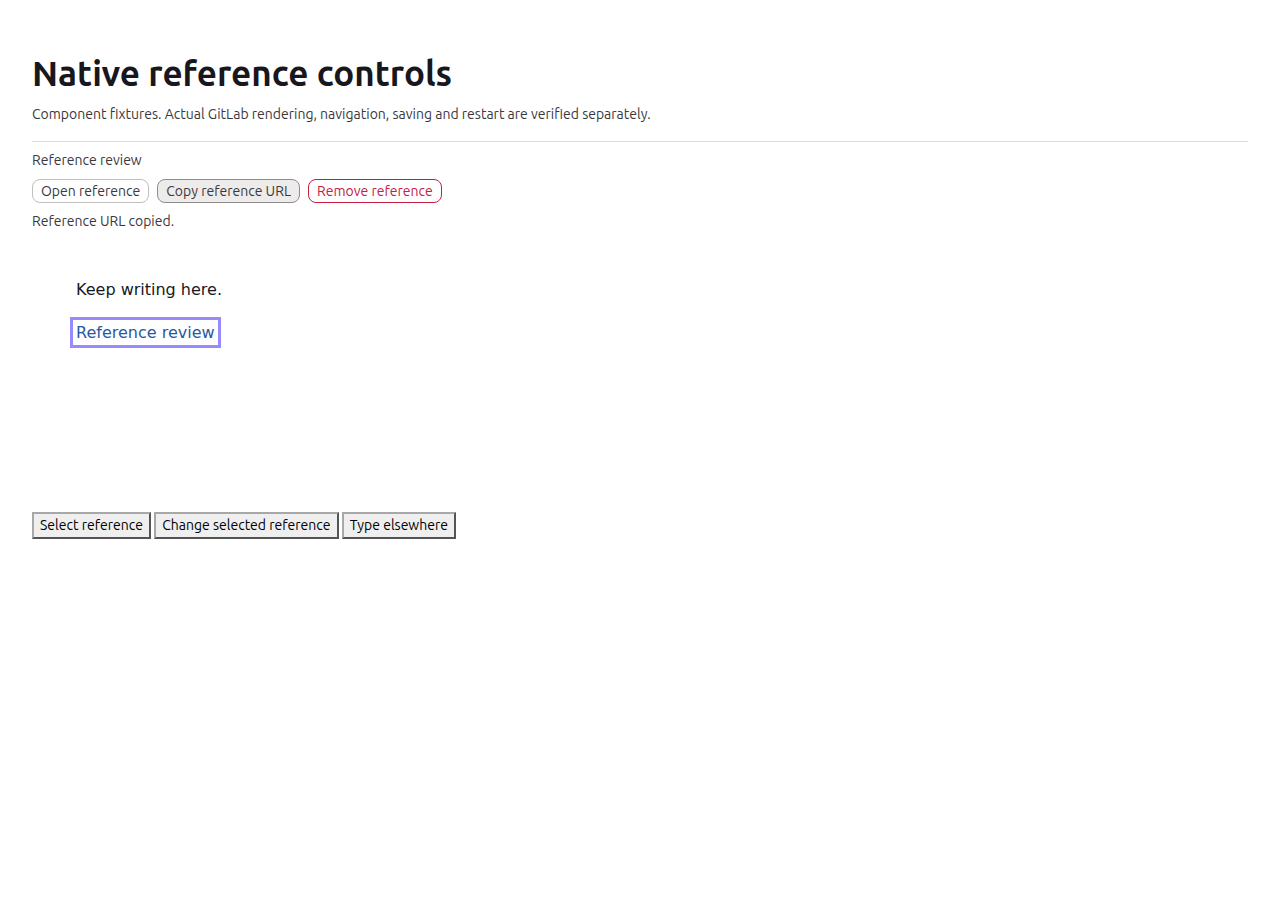 Native reference controls
Component fixtures. Actual GitLab rendering, navigation, saving and restart are verified separately.
Reference review
Open reference Copy reference URL Remove reference
Reference URL copied.
Keep writing here.
Reference review
Select reference Change selected reference Type elsewhere